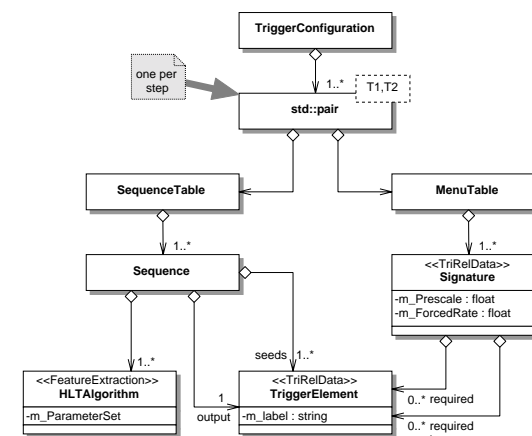 TriggerConfiguration
one per
step
1..*
T1,T2
std::pair
SequenceTable
MenuTable
1..*
1..*
Sequence
<<TriRelData>>
Signature
-m_Prescale : float
-m_ForcedRate : float
1..*
seeds
1..*
<<FeatureExtraction>>
HLTAlgorithm
-m_ParameterSet
1
output
<<TriRelData>>
TriggerElement
-m_label : string
0..* required
0..* required